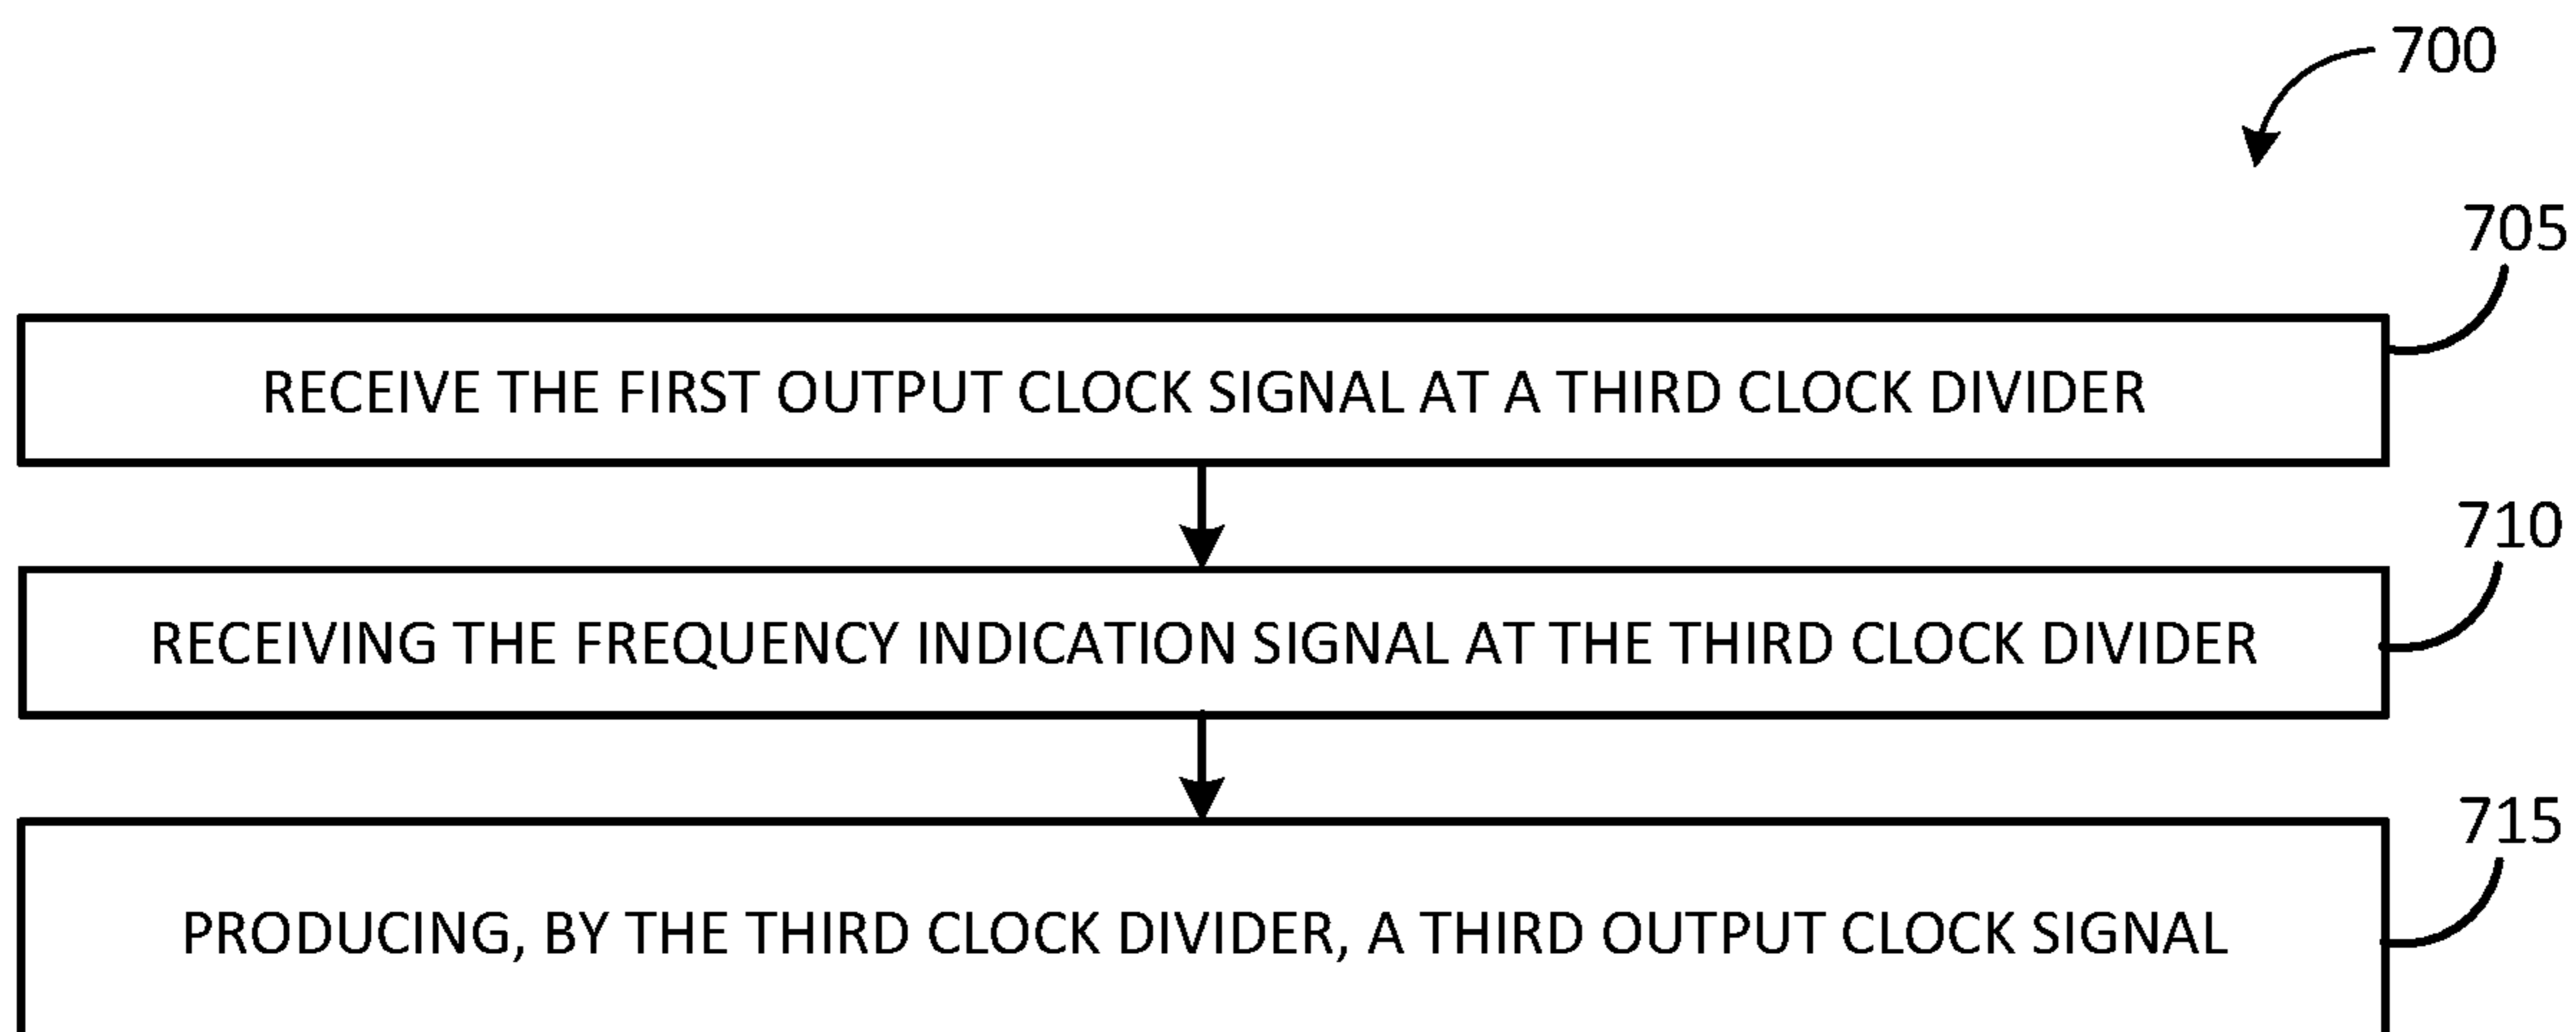 700
705
RECEIVE THE FIRST OUTPUT CLOCK SIGNAL AT A THIRD CLOCK DIVIDER
710
RECEIVING THE FREQUENCY INDICATION SIGNAL AT THE THIRD CLOCK DIVIDER
715
PRODUCING, BY THE THIRD CLOCK DIVIDER, A THIRD OUTPUT CLOCK SIGNAL